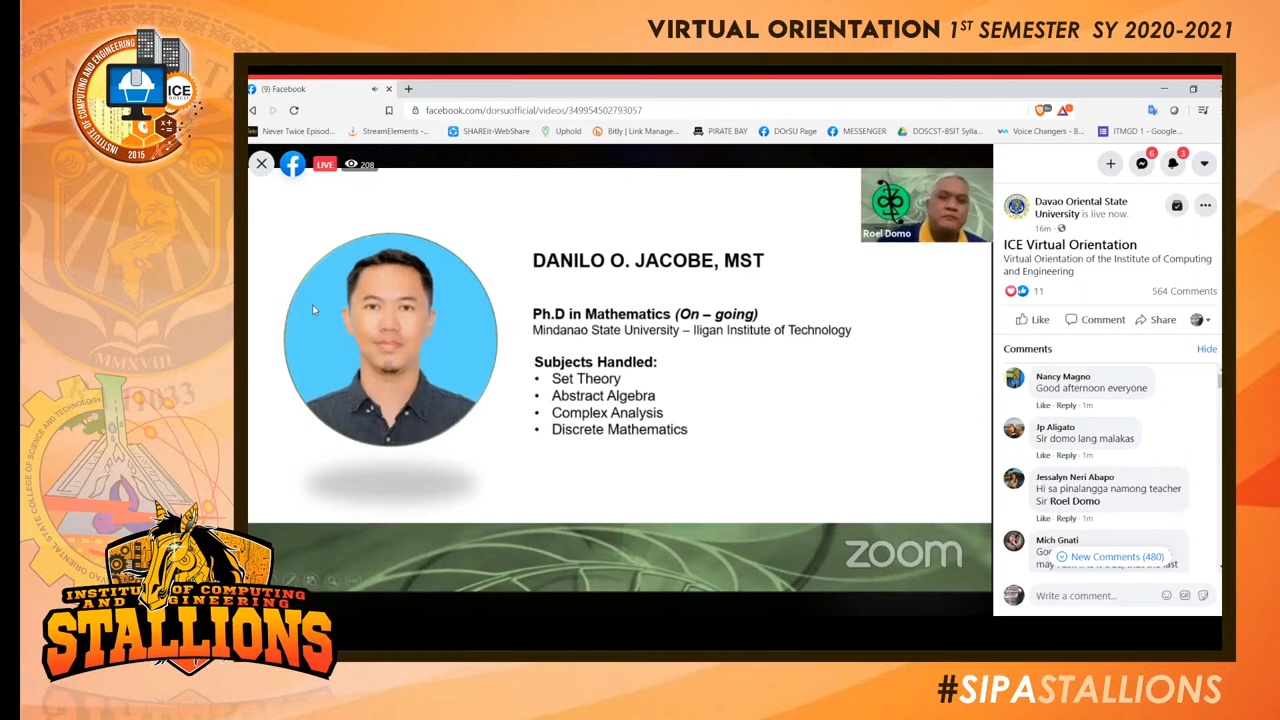 VIRTUAL ORIENTATION 1ST SEMESTER SY 2020-2021
INSTITUTE OF COMPUTING AND ENGINEERING
ICE
DOSCST
2015
(9) Facebook
facebook.com/dorsuofficial/videos/349954502793057
Never Twice Episod...
StreamElements -...
SHAREit-WebShare
Uphold
Bitly | Link Manage...
PIRATE BAY
DOrSU Page
MESSENGER
DOSCST-BSIT Sylla...
Voice Changers - B...
ITMGD 1 - Google...
LIVE
208
Roel Domo
DANILO O. JACOBE, MST
Ph.D in Mathematics (On – going)
Mindanao State University – Iligan Institute of Technology
Subjects Handled:
• Set Theory
• Abstract Algebra
• Complex Analysis
• Discrete Mathematics
zoom
6
3
Davao Oriental State
University is live now.
16m ·
ICE Virtual Orientation
Virtual Orientation of the Institute of Computing
and Engineering
11
564 Comments
Like
Comment
Share
Comments
Hide
Nancy Magno
Good afternoon everyone
Like · Reply · 1m
Jp Aligato
Sir domo lang malakas
Like · Reply · 1m
Jessalyn Neri Abapo
Hi sa pinalangga namong teacher
Sir Roel Domo
Like · Reply · 1m
Mich Gnati
New Comments (480)
Write a comment...
MMXVIII
INSTITUTE OF COMPUTING
AND ENGINEERING
STALLIONS
#SIPASTALLIONS